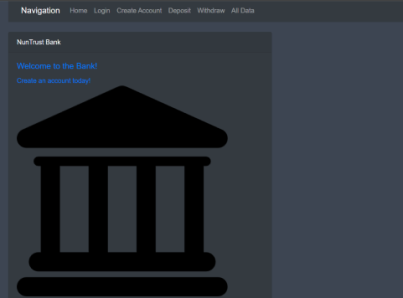 Navigation Home Login Create Account Deposit Withdraw All Data
NunTrust Bank
Welcome to the Bank!
Create an account today!